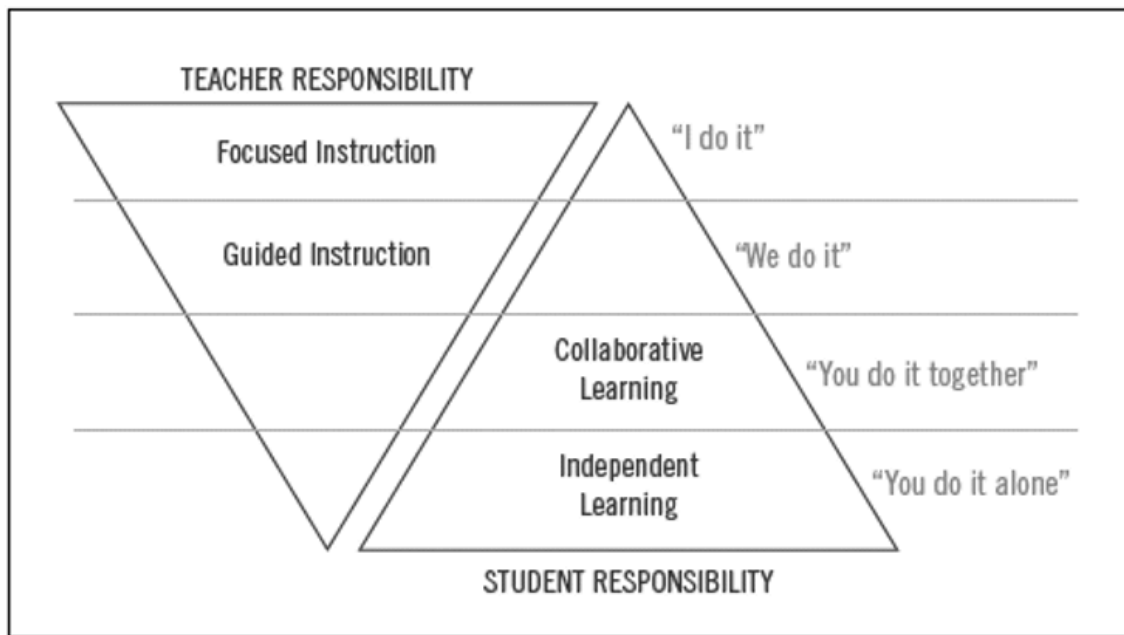 TEACHER RESPONSIBILITY
Focused Instruction
“I do it”
Guided Instruction
“We do it”
Collaborative
Learning
“You do it together”
Independent
Learning
“You do it alone”
STUDENT RESPONSIBILITY